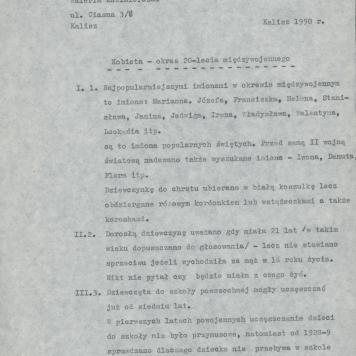 ul. Ciasna 3/8
Kalisz
Kalisz 1990 r.
Kobieta - okres 20-lecia międzywojennego
I. 1. Najpopularniejszymi imionami w okresie międzywojennym
to imiona: Marianna, Józefa, Franciszka, Helena, Stani-
sława, Janina, Jadwiga, Irena, Władysława, Walentyna,
Leokadia itp.
są to imiona popularnych świętych. Przed samą II wojną
światową nadawano także wyszukane imiona - Iwona, Danuta,
Flora itp.
Dziewczynkę do chrztu ubierano w białą koszulkę lecz
obdzierganą różowym kordonkiem lub wstążeczkami a także
koronkami.
II.2. Dorosłą dziewczynę uważano gdy miała 21 lat /w takim
wieku dopuszczano do głosowania/ - lecz nie stawiano
sprzeciwu jeżeli wychodziła za mąż w 16 roku życia.
Nikt nie pytał czy będzie miała z czego żyć.
III.3. Dziewczęta do szkoły powszechnej mogły uczęszczać
już od siedmiu lat.
W pierwszych latach powojennych uczęszczanie dzieci
do szkoły nie było przymusowe, natomiast od 1928-9
sprawdzano dlaczego dziecko nie przebywa w szkole